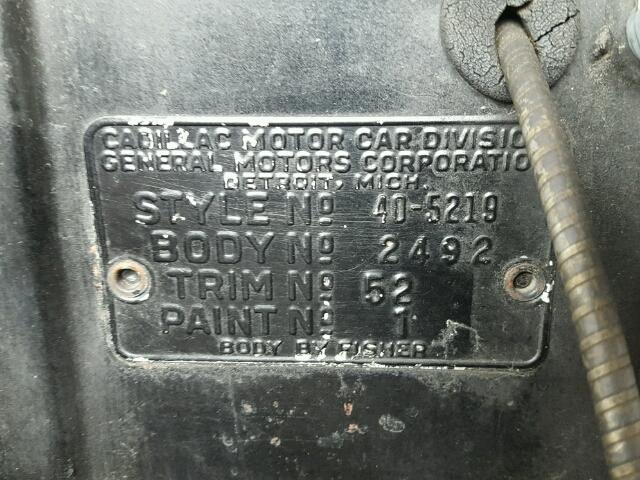 CADILLAC MOTOR CAR DIVISIO
GENERAL MOTORS CORPORATIO
DETROIT, MICH.
STYLE Nº 40-5219
BODY Nº 2492
TRIM Nº 52
PAINT Nº 1
BODY BY FISHER